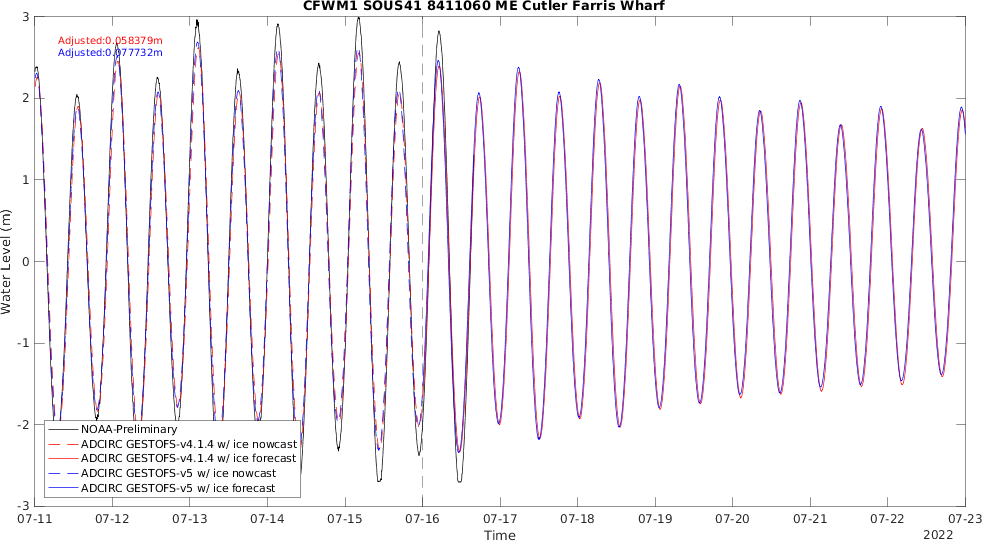 CFWM1 SOUS41 8411060 ME Cutler Farris Wharf
Adjusted:0.058379m
Adjusted:0.077732m
Water Level (m)
3
2
1
0
-1
-2
-3
NOAA-Preliminary
ADCIRC GESTOFS-v4.1.4 w/ ice nowcast
ADCIRC GESTOFS-v4.1.4 w/ ice forecast
ADCIRC GESTOFS-v5 w/ ice nowcast
ADCIRC GESTOFS-v5 w/ ice forecast
07-11 07-12 07-13 07-14 07-15 07-16 07-17 07-18 07-19 07-20 07-21 07-22 07-23
Time
2022